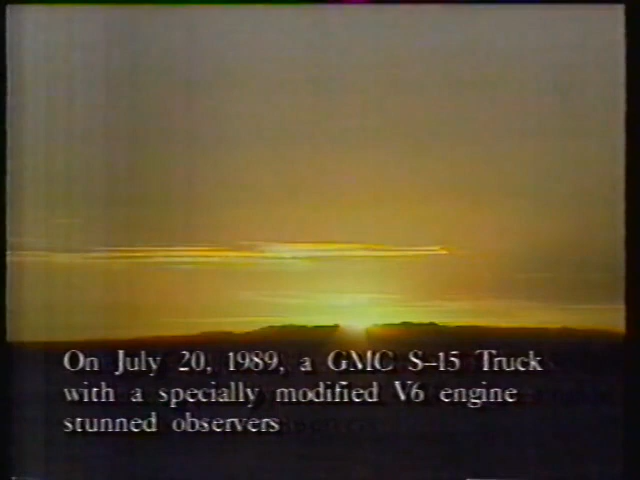 On July 20, 1989, a GMC S–15 Truck
with a specially modified V6 engine
stunned observers